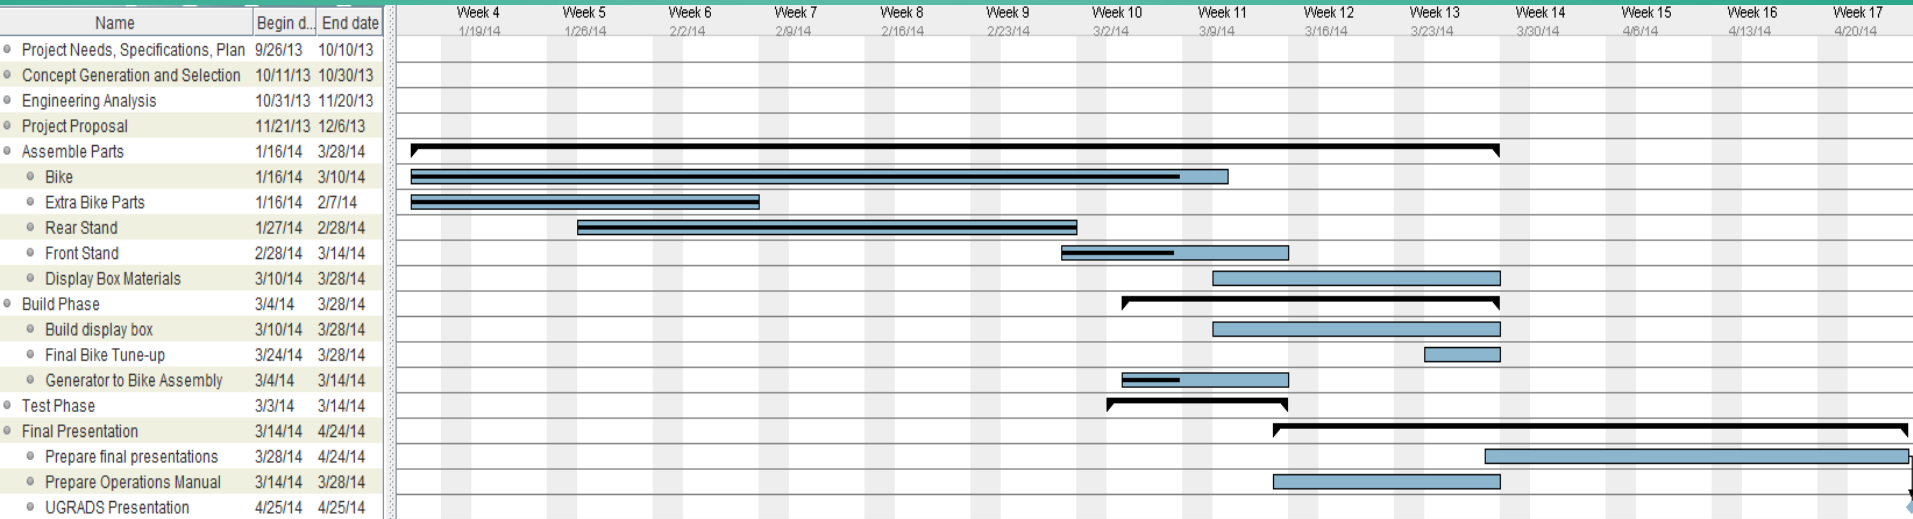 Name Begin d... End date Week 4 Week 5 Week 6 Week 7 Week 8 Week 9 Week 10 Week 11 Week 12 Week 13 Week 14 Week 15 Week 16 Week 17
1/19/14 1/26/14 2/2/14 2/9/14 2/16/14 2/23/14 3/2/14 3/9/14 3/16/14 3/23/14 3/30/14 4/6/14 4/13/14 4/20/14
Project Needs, Specifications, Plan 9/26/13 10/10/13
Concept Generation and Selection 10/11/13 10/30/13
Engineering Analysis 10/31/13 11/20/13
Project Proposal 11/21/13 12/6/13
Assemble Parts 1/16/14 3/28/14
Bike 1/16/14 3/10/14
Extra Bike Parts 1/16/14 2/7/14
Rear Stand 1/27/14 2/28/14
Front Stand 2/28/14 3/14/14
Display Box Materials 3/10/14 3/28/14
Build Phase 3/4/14 3/28/14
Build display box 3/10/14 3/28/14
Final Bike Tune-up 3/24/14 3/28/14
Generator to Bike Assembly 3/4/14 3/14/14
Test Phase 3/3/14 3/14/14
Final Presentation 3/14/14 4/24/14
Prepare final presentations 3/28/14 4/24/14
Prepare Operations Manual 3/14/14 3/28/14
UGRADS Presentation 4/25/14 4/25/14